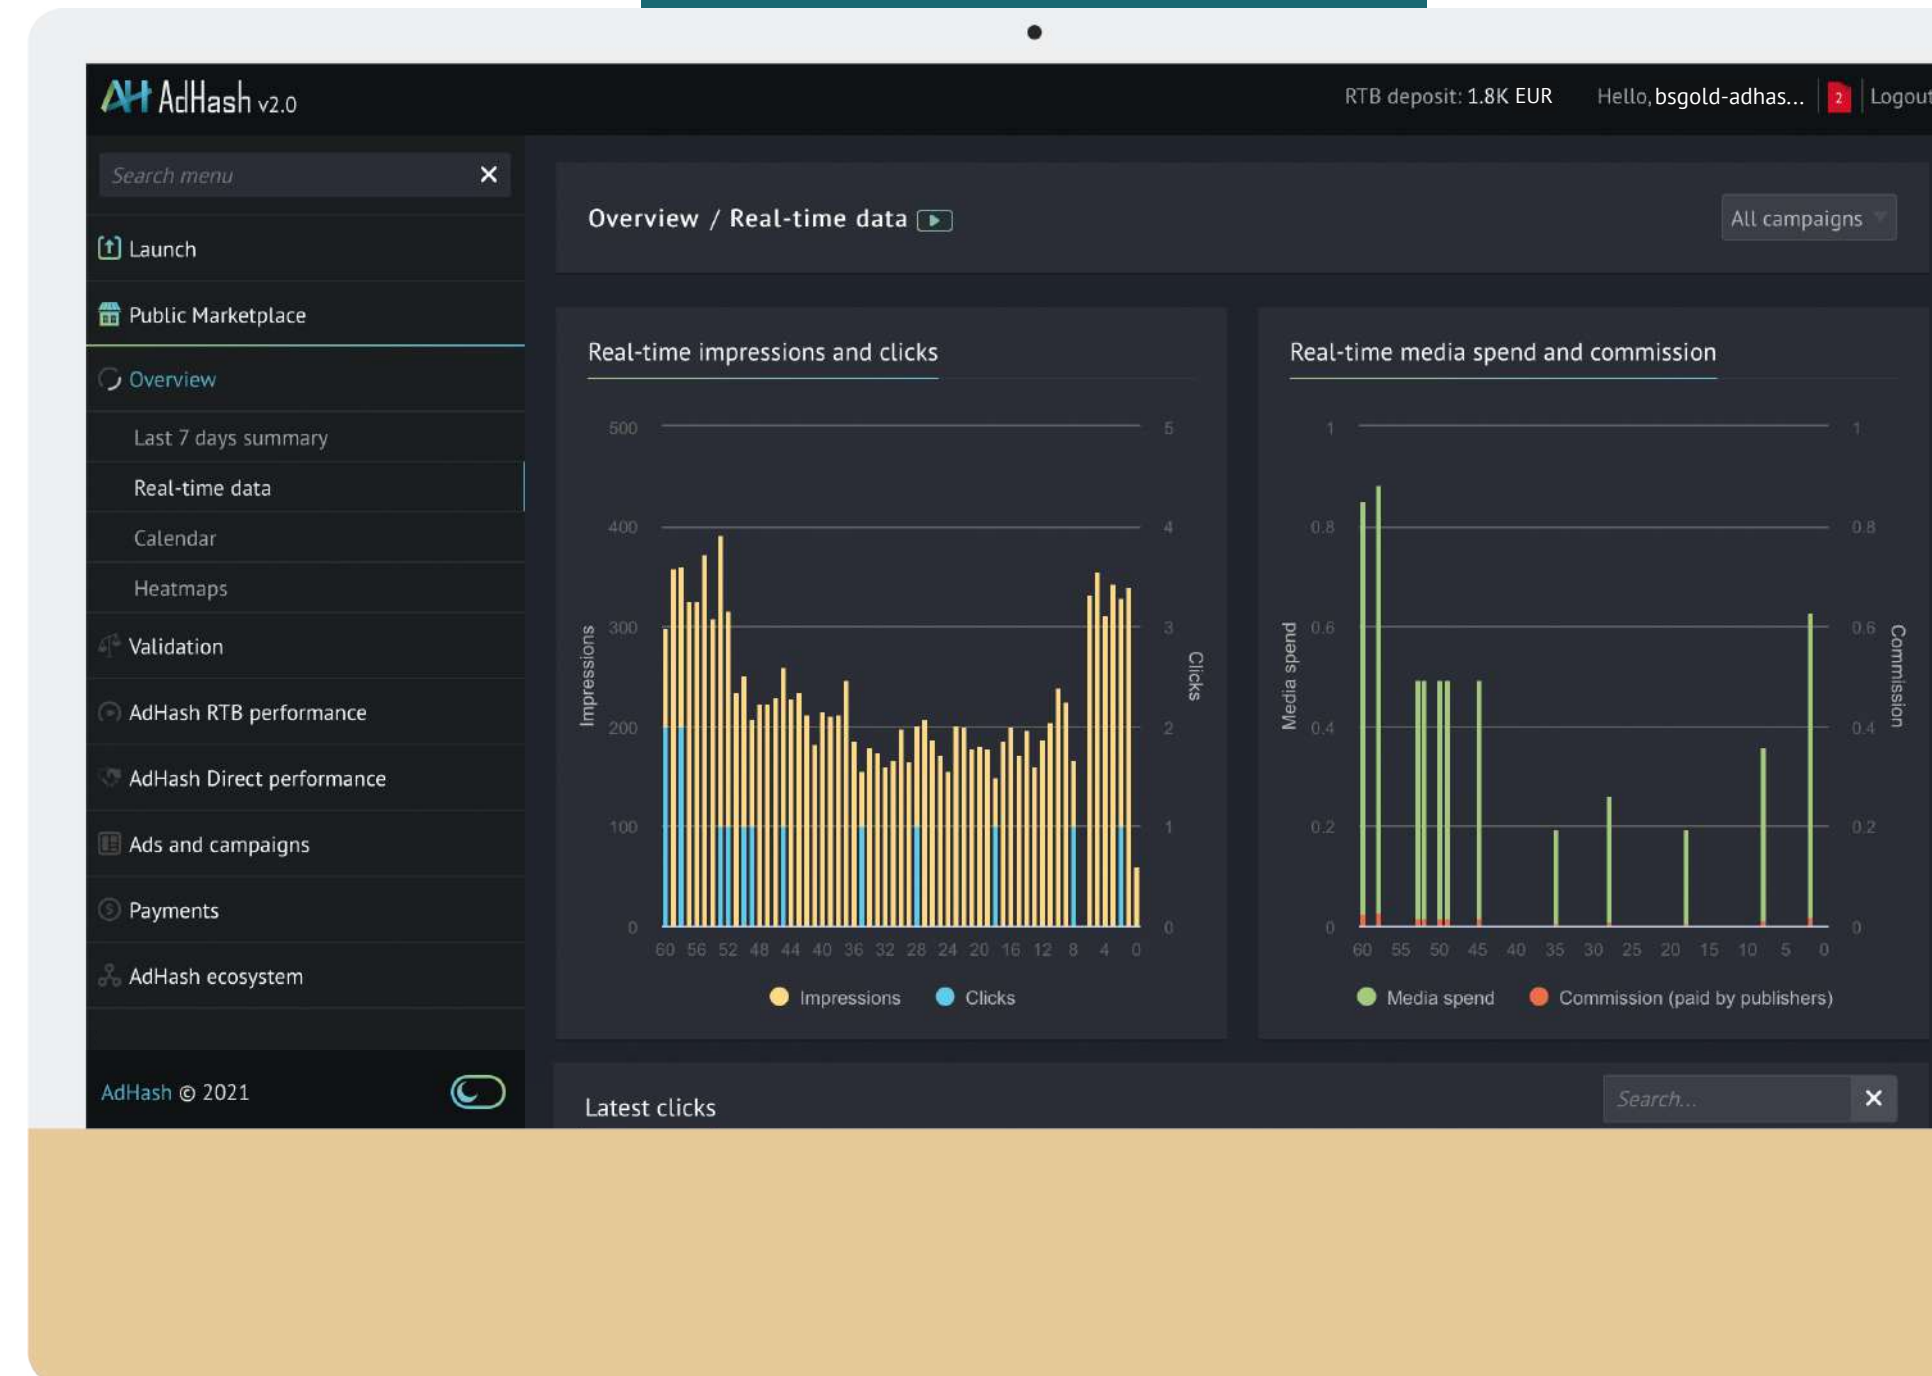 AH AdHash v2.0
RTB deposit: 1.8K EUR
Hello, bsgold-adhas...
2
Logout
Search menu
Launch
Public Marketplace
Overview
Last 7 days summary
Real-time data
Calendar
Heatmaps
Validation
AdHash RTB performance
AdHash Direct performance
Ads and campaigns
Payments
AdHash ecosystem
AdHash © 2021
Overview / Real-time data
All campaigns
Real-time impressions and clicks
500 5
400 4
300 3
200 2
100 1
0 0
Impressions
Clicks
60 56 52 48 44 40 36 32 28 24 20 16 12 8 4 0
Impressions Clicks
Real-time media spend and commission
1 1
0.8 0.8
0.6 0.6
0.4 0.4
0.2 0.2
0 0
Media spend
Commission
60 55 50 45 40 35 30 25 20 15 10 5 0
Media spend Commission (paid by publishers)
Latest clicks
Search...